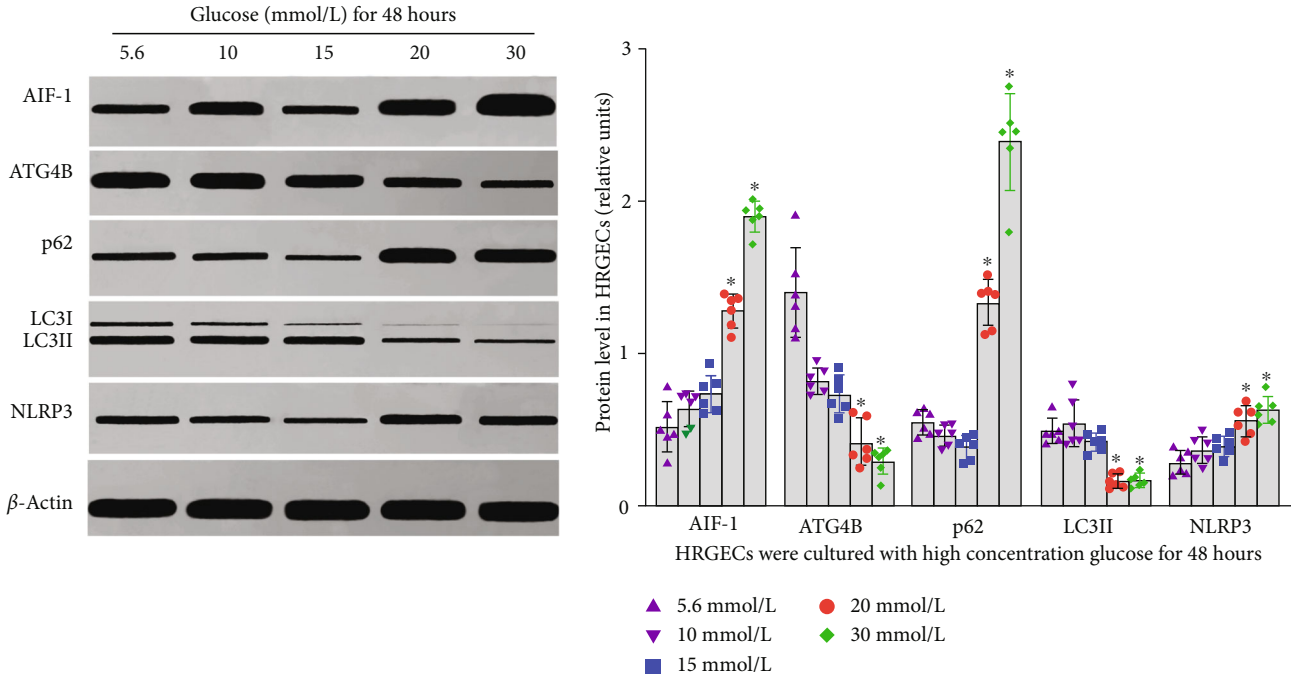 Glucose (mmol/L) for 48 hours
5.6 10 15 20 30
AIF-1
ATG4B
p62
LC3I
LC3II
NLRP3
β-Actin
Protein level in HRGECs (relative units)
3
2
1
0
* * * * * * * * * *
AIF-1 ATG4B p62 LC3II NLRP3
HRGECs were cultured with high concentration glucose for 48 hours
5.6 mmol/L
10 mmol/L
15 mmol/L
20 mmol/L
30 mmol/L